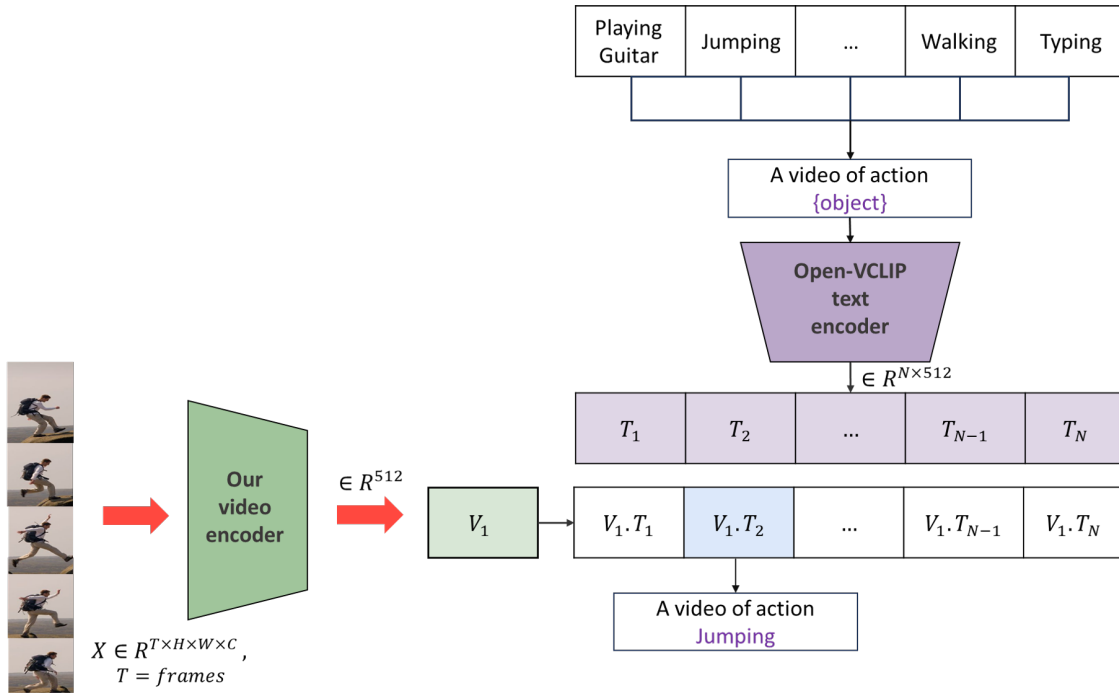 Playing
Guitar
Jumping
...
Walking
Typing
A video of action
{object}
Open-VCLIP
text
encoder
∈ R^{N×512}
T_1
T_2
...
T_{N−1}
T_N
Our
video
encoder
∈ R^{512}
V_1
V_1.T_1
V_1.T_2
...
V_1.T_{N−1}
V_1.T_N
A video of action
Jumping
X ∈ R^{T×H×W×C},
T = frames